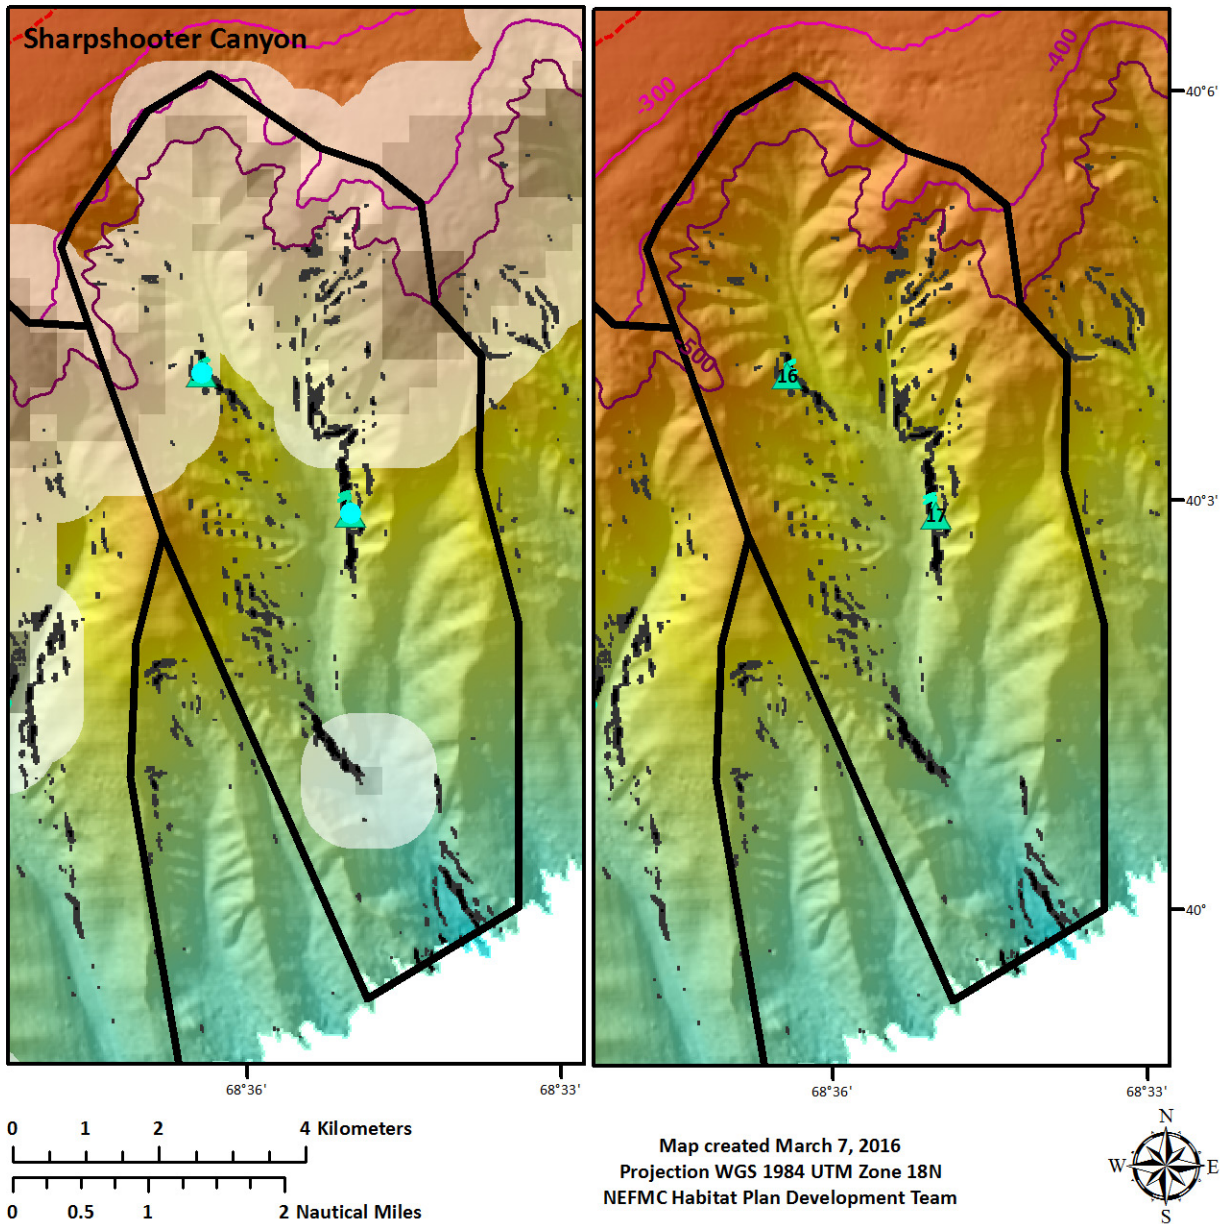 Sharpshooter Canyon
-300
-400
-500
16
17
40°6'
40°3'
40°
68°36'
68°33'
68°36'
68°33'
0 1 2 4 Kilometers
0 0.5 1 2 Nautical Miles
Map created March 7, 2016
Projection WGS 1984 UTM Zone 18N
NEFMC Habitat Plan Development Team
N
W E
S